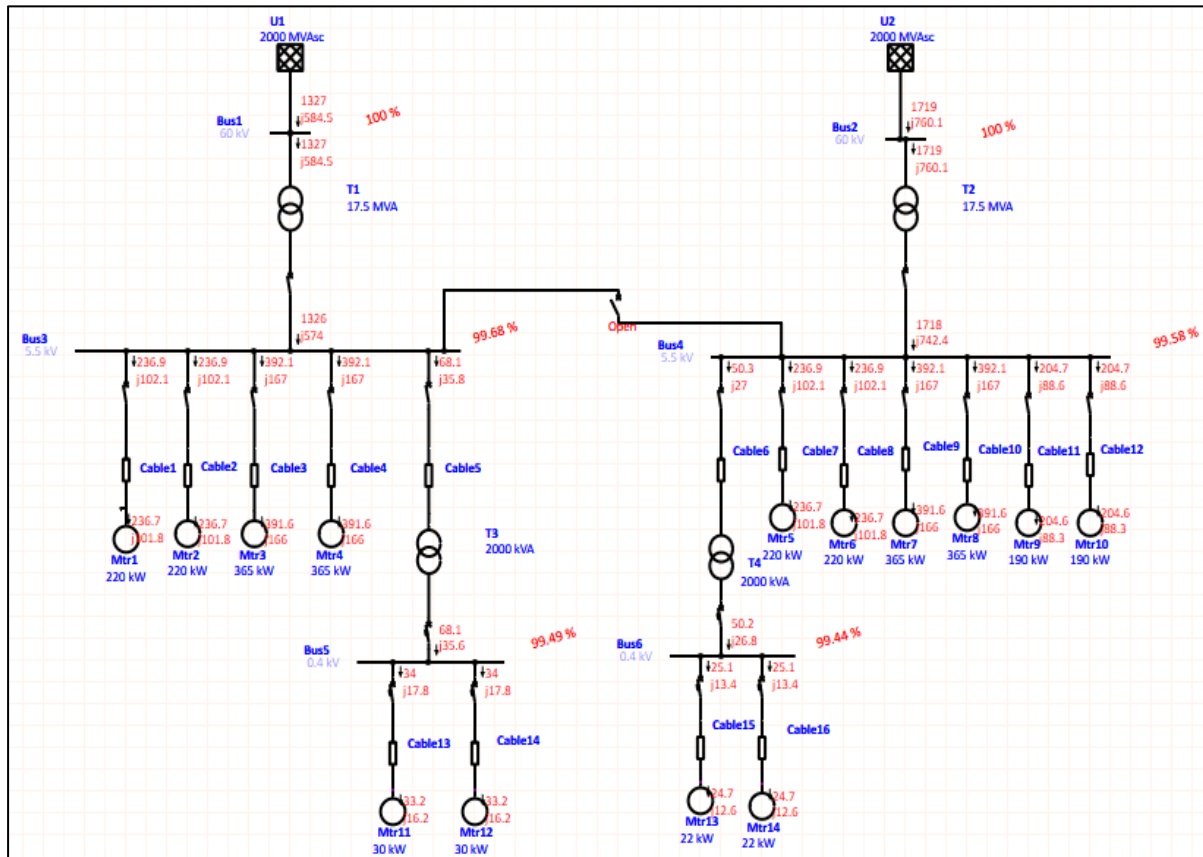 U1
2000 MVAsc
U2
2000 MVAsc
1327
j584.5
100 %
Bus1
60 kV
1327
j584.5
1719
j760.1
100 %
Bus2
60 kV
1719
j760.1
T1
17.5 MVA
T2
17.5 MVA
1326
j574
99.68 %
Bus3
5.5 kV
Open
1718
j742.4
99.58 %
Bus4
5.5 kV
236.9
j102.1
236.9
j102.1
392.1
j167
392.1
j167
68.1
j35.8
50.3
j27
236.9
j102.1
236.9
j102.1
392.1
j167
392.1
j167
204.7
j88.6
204.7
j88.6
Cable1
Cable2
Cable3
Cable4
Cable5
Cable6
Cable7
Cable8
Cable9
Cable10
Cable11
Cable12
236.7
j101.8
Mtr1
220 kW
236.7
j101.8
Mtr2
220 kW
391.6
j166
Mtr3
365 kW
391.6
j166
Mtr4
365 kW
T3
2000 kVA
T4
2000 kVA
236.7
j101.8
Mtr5
220 kW
236.7
j101.8
Mtr6
220 kW
391.6
j166
Mtr7
365 kW
391.6
j166
Mtr8
365 kW
204.6
j88.3
Mtr9
190 kW
204.6
j88.3
Mtr10
190 kW
68.1
j35.6
99.49 %
Bus5
0.4 kV
50.2
j26.8
99.44 %
Bus6
0.4 kV
34
j17.8
34
j17.8
25.1
j13.4
25.1
j13.4
Cable13
Cable14
Cable15
Cable16
33.2
j16.2
Mtr11
30 kW
33.2
j16.2
Mtr12
30 kW
24.7
j12.6
Mtr13
22 kW
24.7
j12.6
Mtr14
22 kW